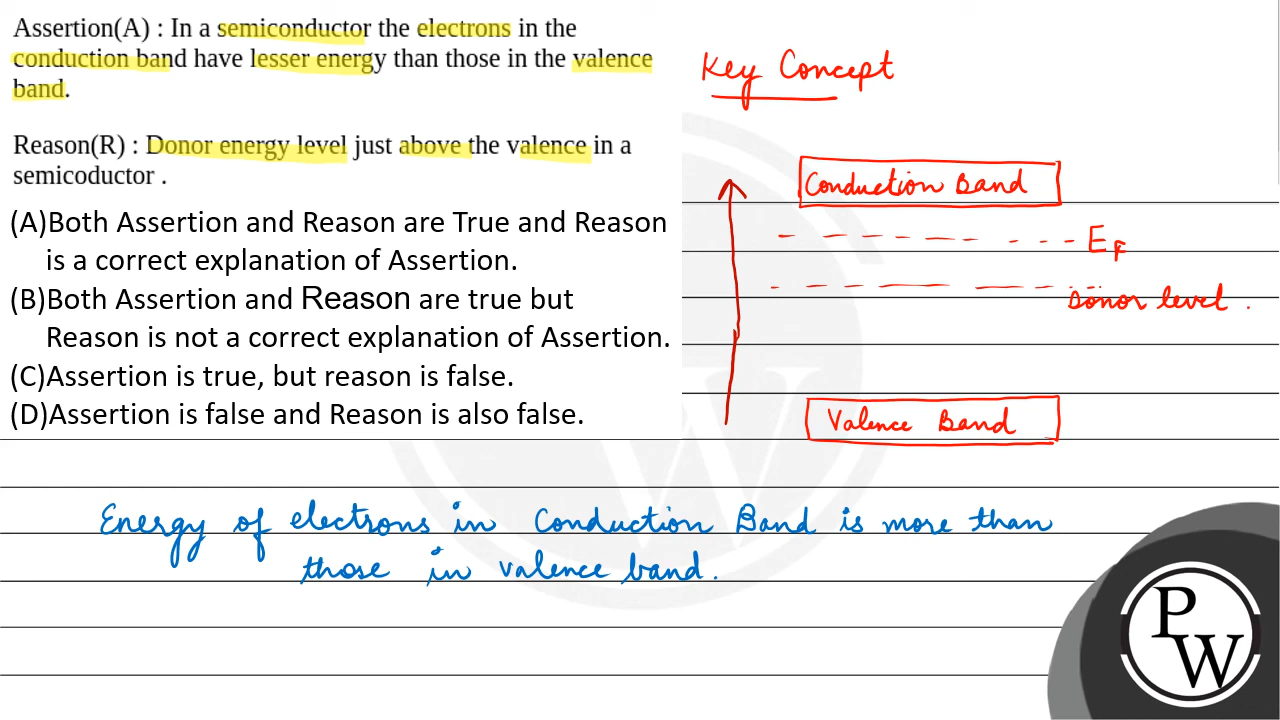 Assertion(A) : In a semiconductor the electrons in the
conduction band have lesser energy than those in the valence
band.
Reason(R) : Donor energy level just above the valence in a
semicoductor .
(A)Both Assertion and Reason are True and Reason
is a correct explanation of Assertion.
(B)Both Assertion and Reason are true but
Reason is not a correct explanation of Assertion.
(C)Assertion is true, but reason is false.
(D)Assertion is false and Reason is also false.
Key Concept
Conduction Band
EF
Donor level .
Valence Band
Energy of electrons in Conduction Band is more than
those in valence band.
P
W